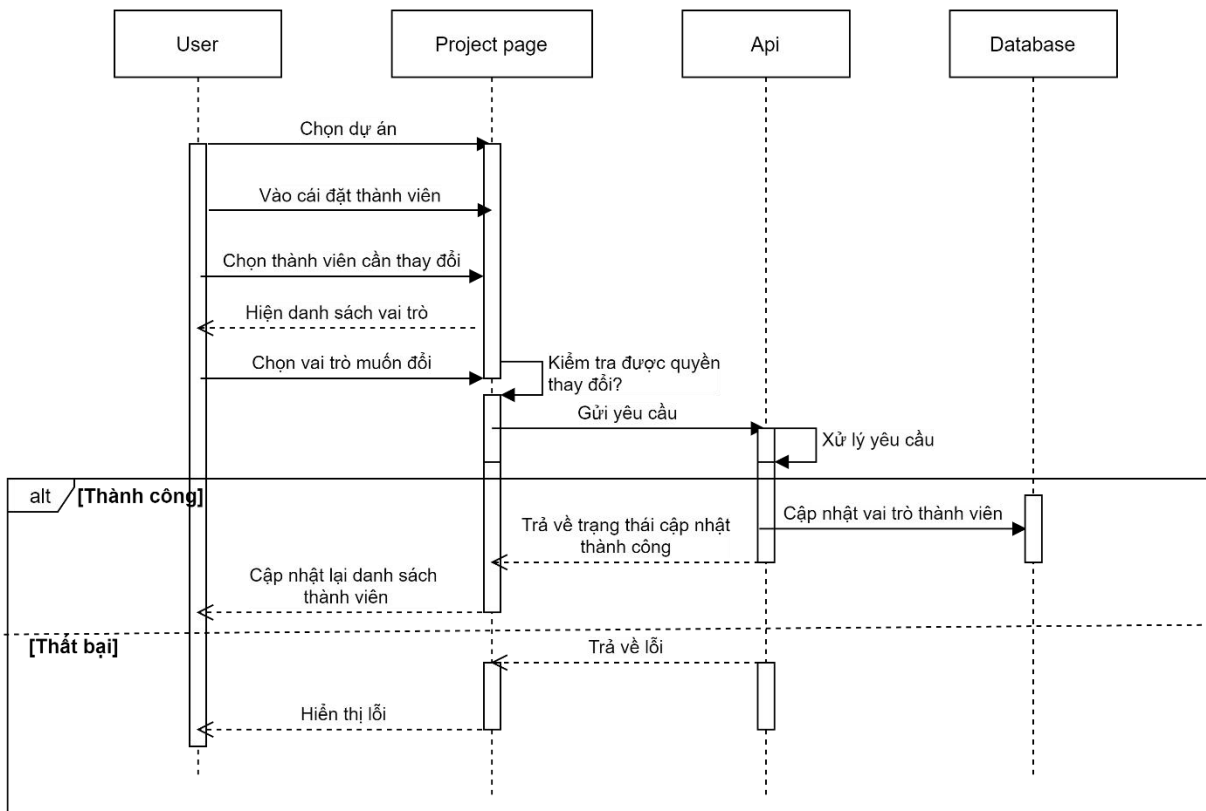 User
Project page
Api
Database
Chọn dự án
Vào cái đặt thành viên
Chọn thành viên cần thay đổi
Hiện danh sách vai trò
Chọn vai trò muốn đổi
Kiểm tra được quyền
thay đổi?
Gửi yêu cầu
Xử lý yêu cầu
alt
[Thành công]
Cập nhật vai trò thành viên
Trả về trạng thái cập nhật
thành công
Cập nhật lại danh sách
thành viên
[Thất bại]
Trả về lỗi
Hiển thị lỗi